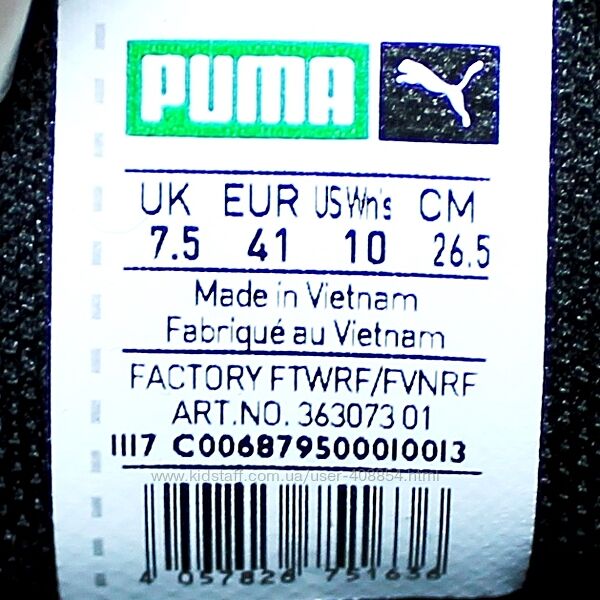 PUMA
UK EUR US Wn's CM
7.5 41 10 26.5
Made in Vietnam
Fabriqué au Vietnam
FACTORY FTWRF/FVNRF
ART.NO. 363073 01
1117 C006879500010013
www.kidstaff.com.ua/user-408854.html
4 057826 751636